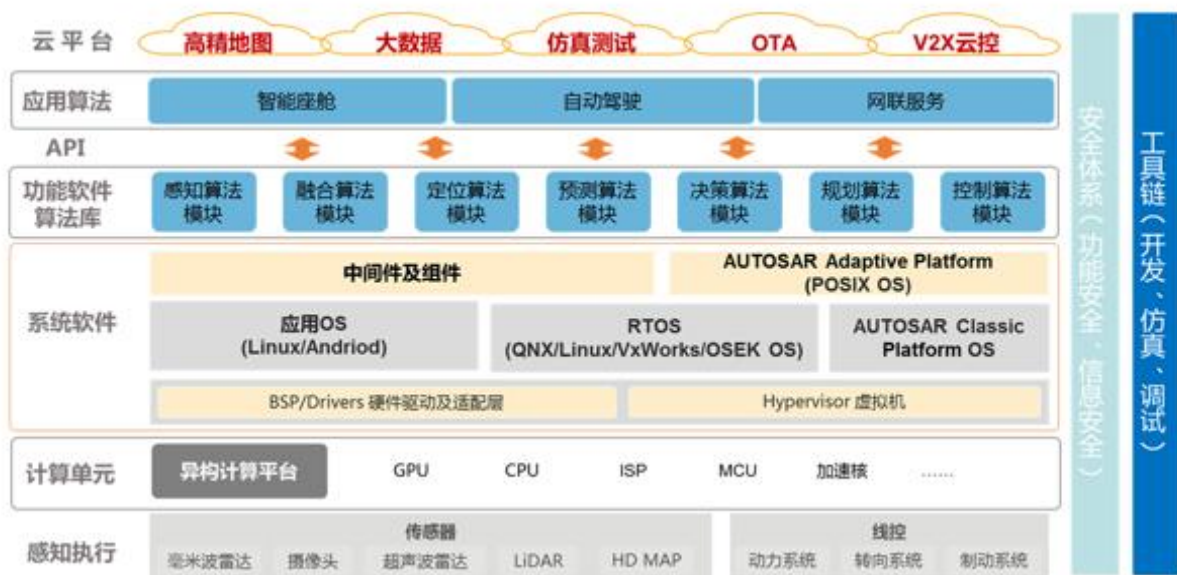 云平台 高精地图 大数据 仿真测试 OTA V2X云控
应用算法 智能座舱 自动驾驶 网联服务
API
功能软件
算法库
感知算法
模块
融合算法
模块
定位算法
模块
预测算法
模块
决策算法
模块
规划算法
模块
控制算法
模块
系统软件
中间件及组件
AUTOSAR Adaptive Platform
(POSIX OS)
应用OS
(Linux/Andriod)
RTOS
(QNX/Linux/VxWorks/OSEK OS)
AUTOSAR Classic
Platform OS
BSP/Drivers 硬件驱动及适配层
Hypervisor 虚拟机
计算单元 异构计算平台 GPU CPU ISP MCU 加速核 ......
感知执行
传感器
毫米波雷达 摄像头 超声波雷达 LiDAR HD MAP
线控
动力系统 转向系统 制动系统
安全体系(功能安全、信息安全)
工具链(开发、仿真、调试)